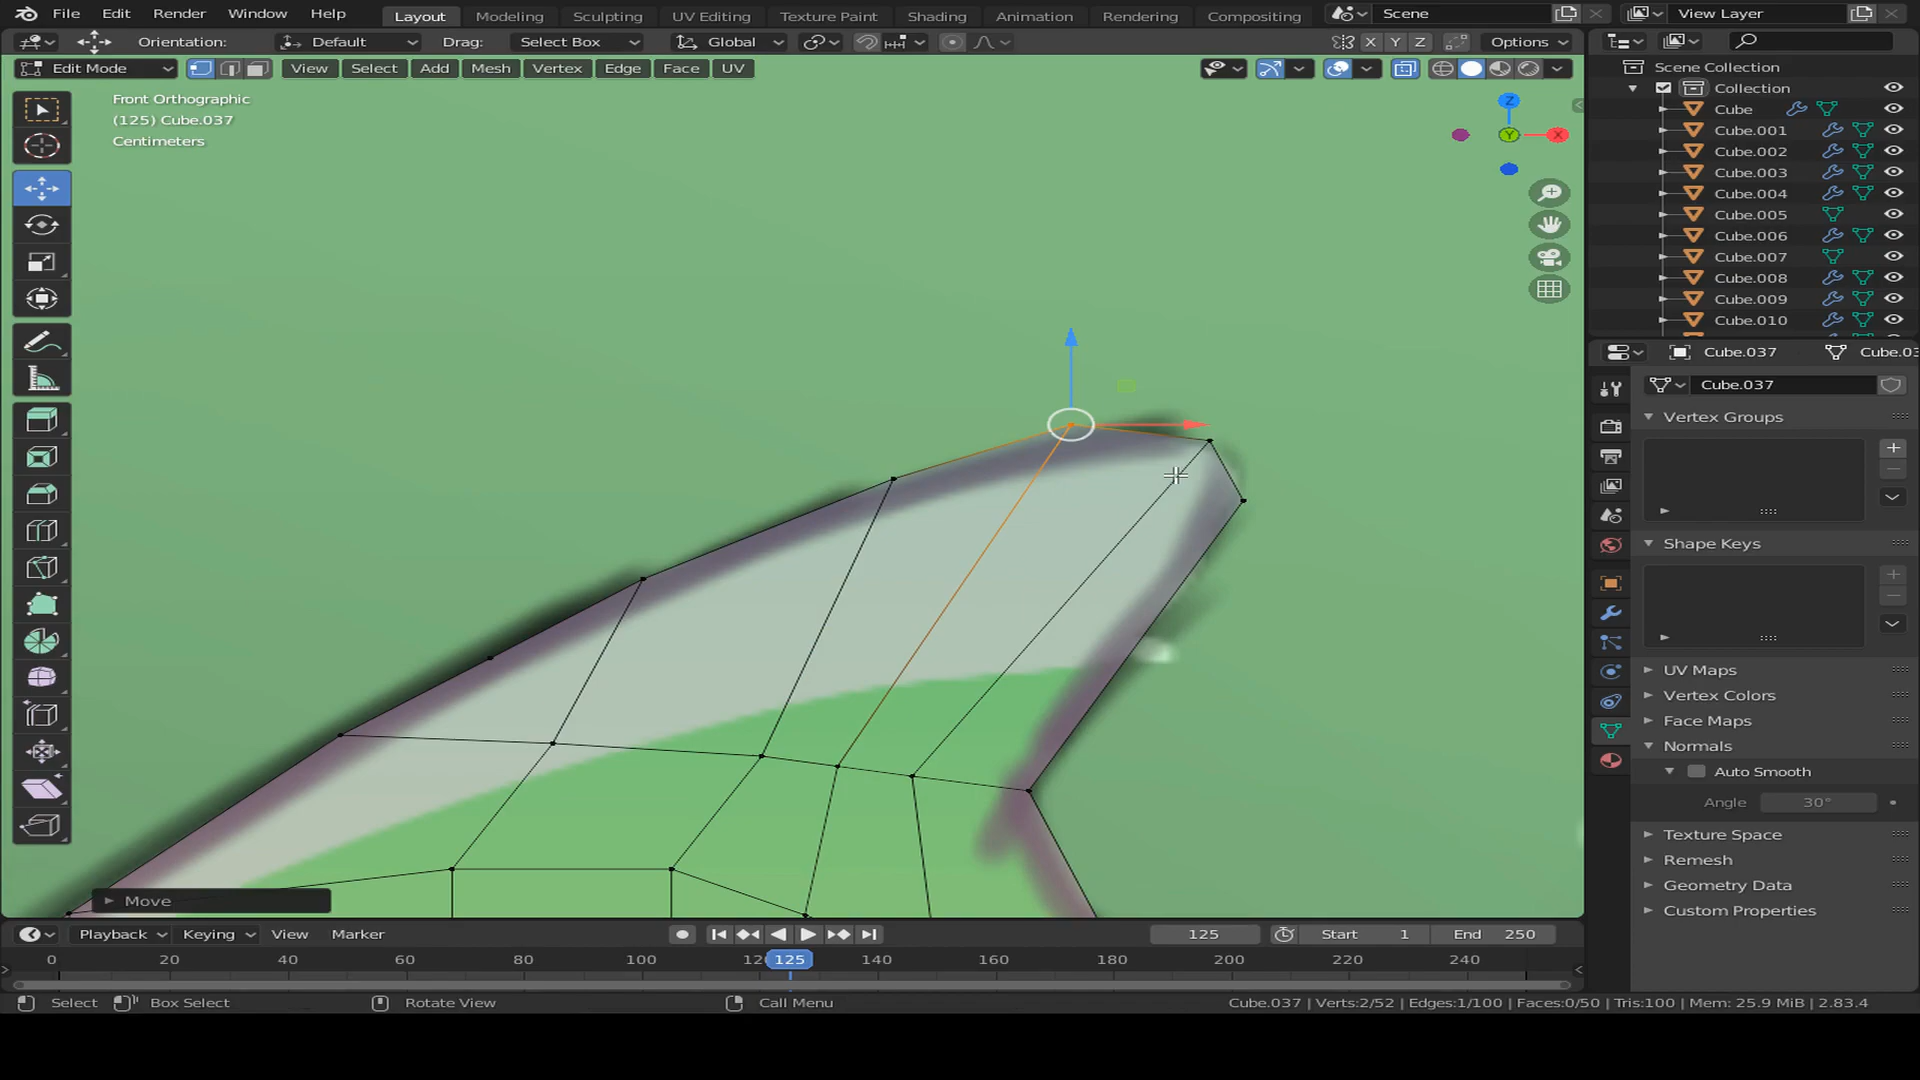 File Edit Render Window Help Layout Modeling Sculpting UV Editing Texture Paint Shading Animation Rendering Compositing Scene View Layer
Orientation: Default Drag: Select Box Global X Y Z Options
Edit Mode View Select Add Mesh Vertex Edge Face UV
Front Orthographic
(125) Cube.037
Centimeters
Z
Y
X
Scene Collection
Collection
Cube
Cube.001
Cube.002
Cube.003
Cube.004
Cube.005
Cube.006
Cube.007
Cube.008
Cube.009
Cube.010
Cube.037 Cube.03
Cube.037
Vertex Groups
Shape Keys
UV Maps
Vertex Colors
Face Maps
Normals
Auto Smooth
Angle 30°
Texture Space
Remesh
Geometry Data
Custom Properties
Move
Playback Keying View Marker 125 Start 1 End 250
0 20 40 60 80 100 12 125 140 160 180 200 220 240
Select Box Select Rotate View Call Menu Cube.037 | Verts:2/52 | Edges:1/100 | Faces:0/50 | Tris:100 | Mem: 25.9 MiB | 2.83.4